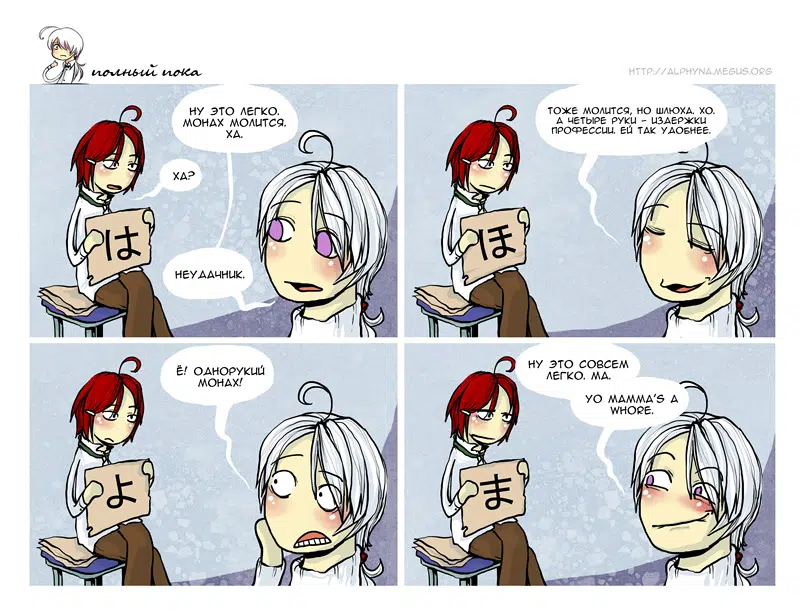 полный пока
HTTP://ALPHYNA.MEGUS.ORG
НУ ЭТО ЛЕГКО.
МОНАХ МОЛИТСЯ.
ХА.
ХА?
は
НЕУДАЧНИК.
ТОЖЕ МОЛИТСЯ, НО ШЛЮХА. ХО.
А ЧЕТЫРЕ РУКИ - ИЗДЕРЖКИ
ПРОФЕССИИ. ЕЙ ТАК УДОБНЕЕ.
ほ
Ё! ОДНОРУКИЙ
МОНАХ!
よ
НУ ЭТО СОВСЕМ
ЛЕГКО. МА.
YO MAMMA'S A
WHORE.
ま